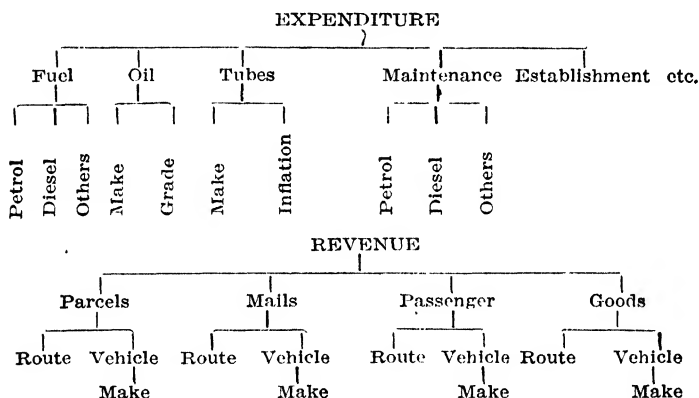 EXPENDITURE
Fuel Oil Tubes Maintenance Establishment etc.
Petrol Diesel Others Make Grade Make Inflation Petrol Diesel Others
REVENUE
Parcels Mails Passenger Goods
Route Vehicle Route Vehicle Route Vehicle Route Vehicle
Make Make Make Make